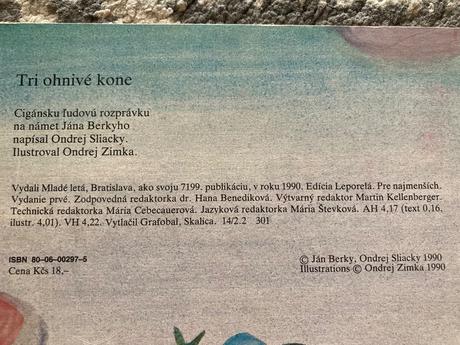 Tri ohnivé kone
Cigánsku ľudovú rozprávku
na námet Jána Berkyho
napísal Ondrej Sliacky.
Ilustroval Ondrej Zimka.
Vydali Mladé letá, Bratislava, ako svoju 7199. publikáciu, v roku 1990. Edícia Leporelá. Pre najmenších.
Vydanie prvé. Zodpovedná redaktorka dr. Hana Benediková. Výtvarný redaktor Martin Kellenberger.
Technická redaktorka Mária Čebecauerová. Jazyková redaktorka Mária Števková. AH 4,17 (text 0,16,
ilustr. 4,01). VH 4,22. Vytlačil Grafobal, Skalica. 14/2.2 301
ISBN 80-06-00297-5
Cena Kčs 18,–
© Ján Berky, Ondrej Sliacky 1990
Illustrations © Ondrej Zimka 1990